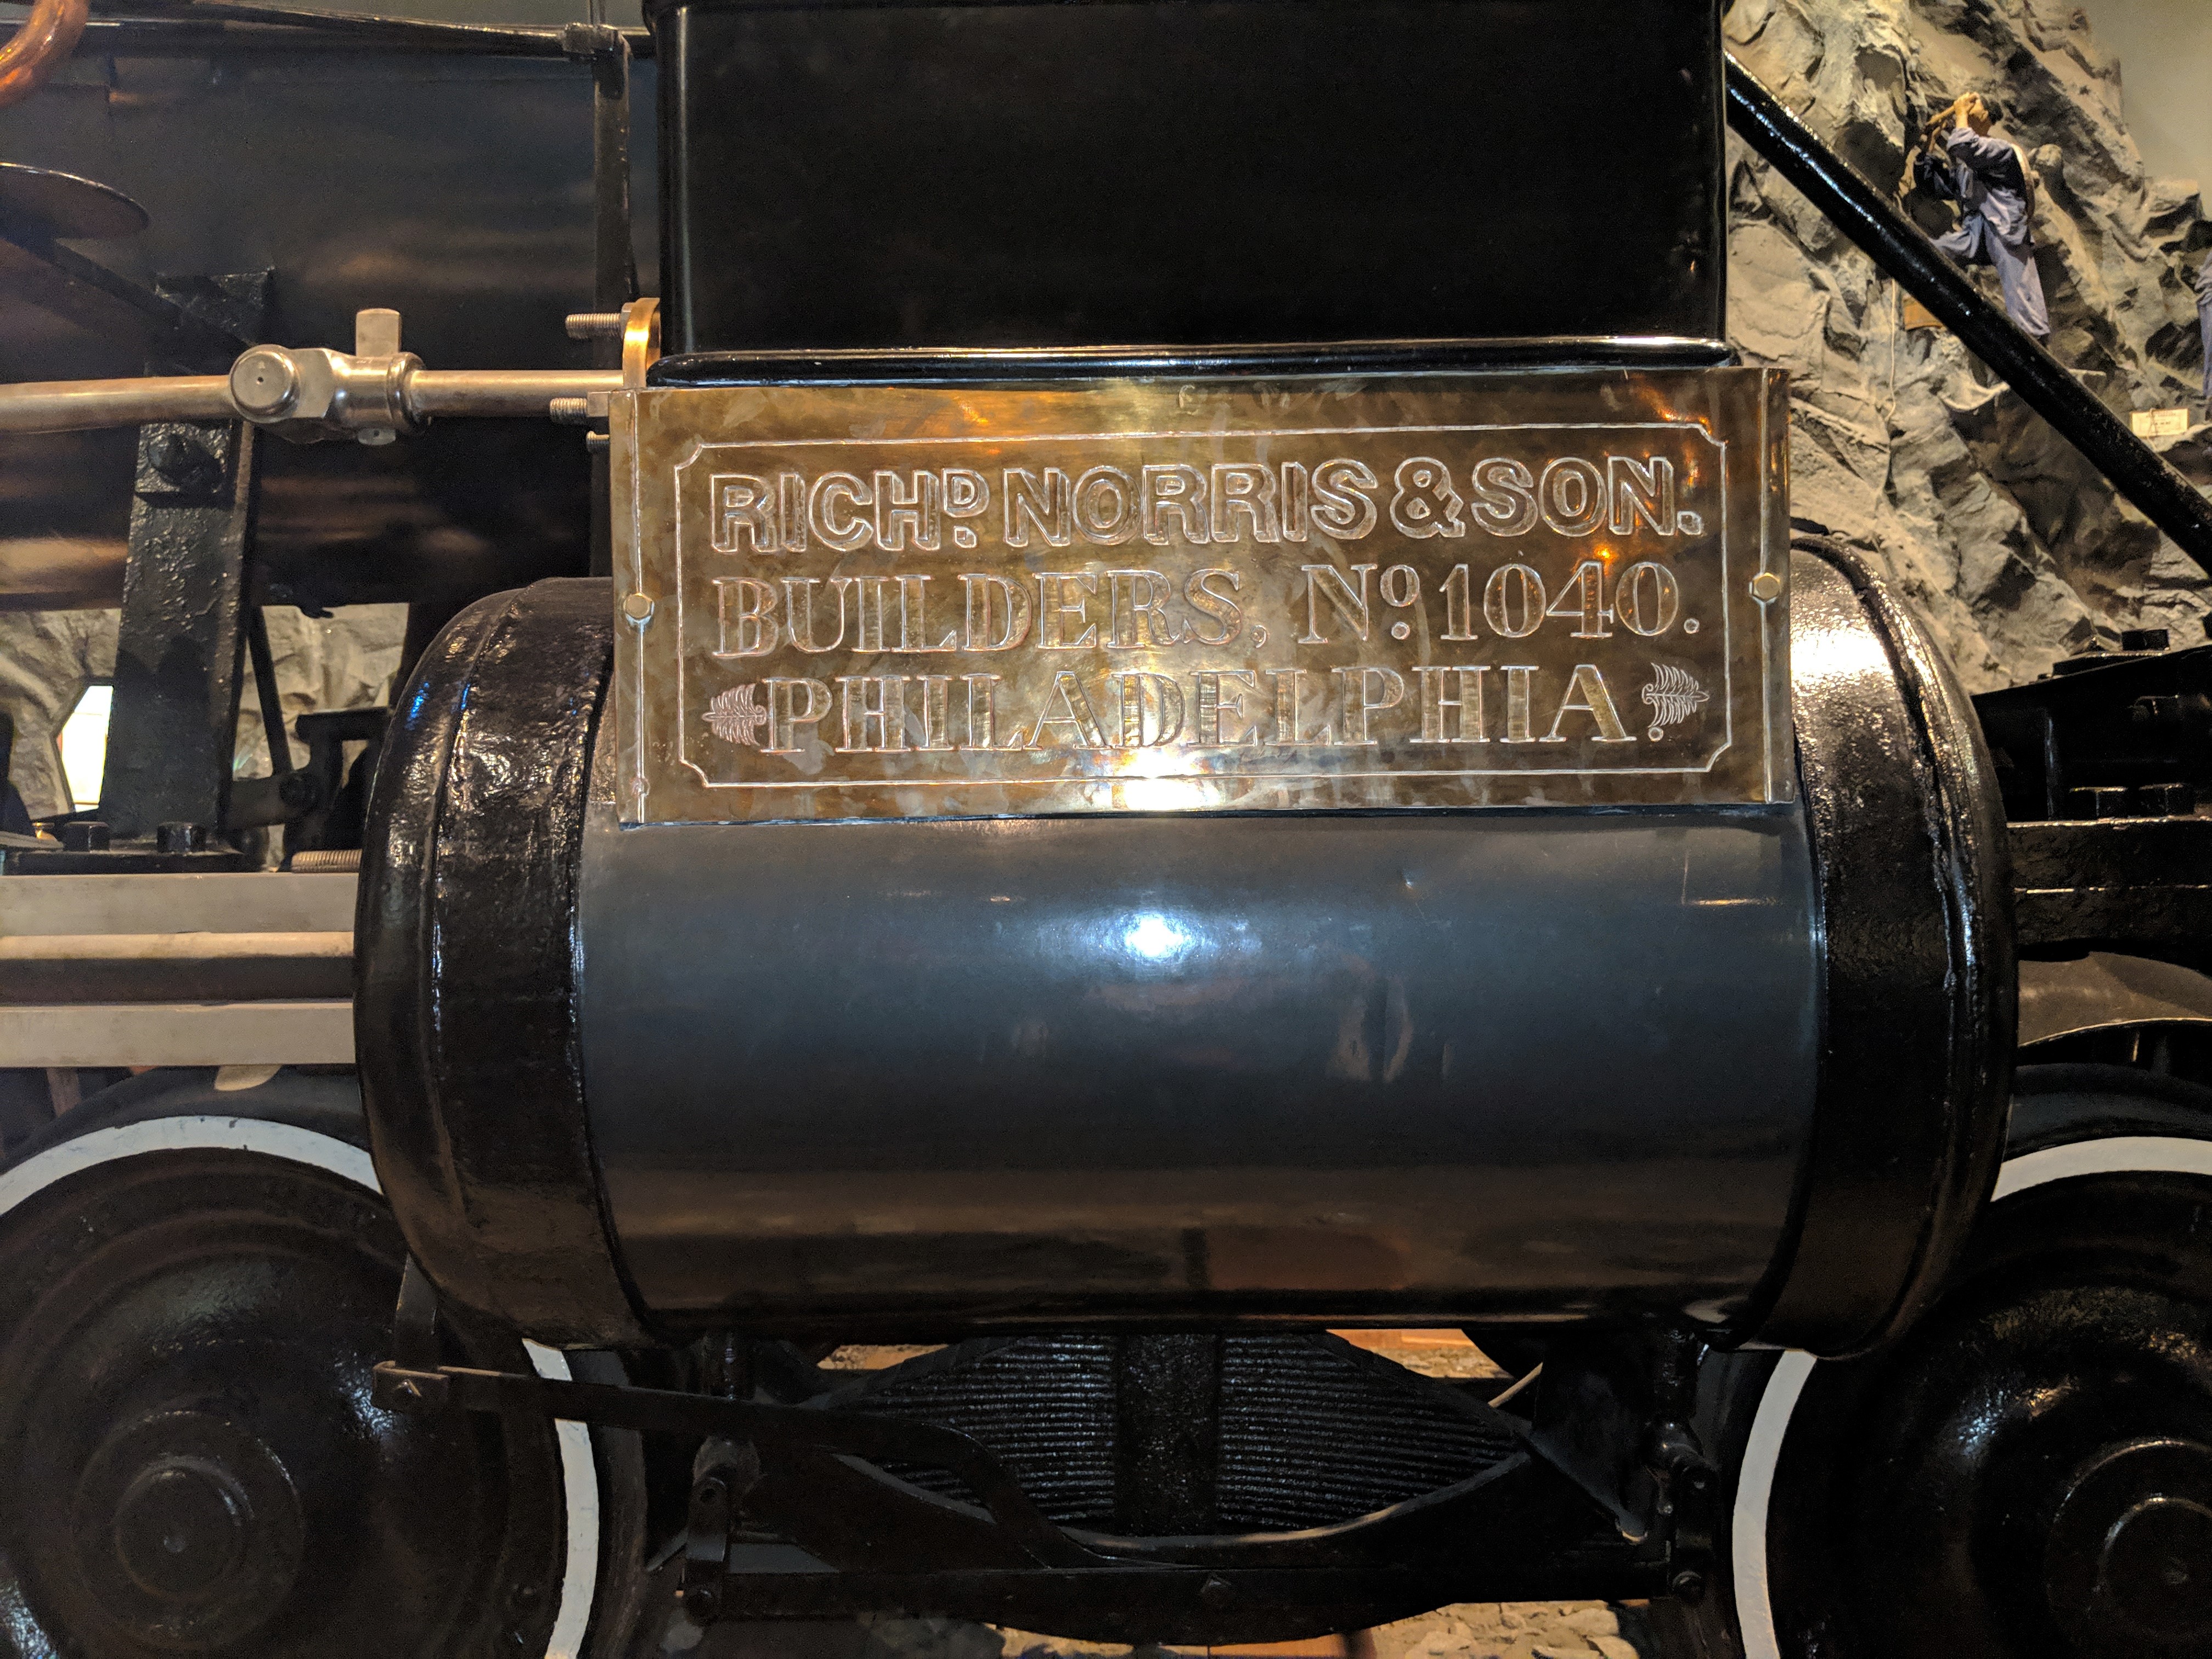 RICHD. NORRIS & SON.
BUILDERS, No. 1040.
PHILADELPHIA.